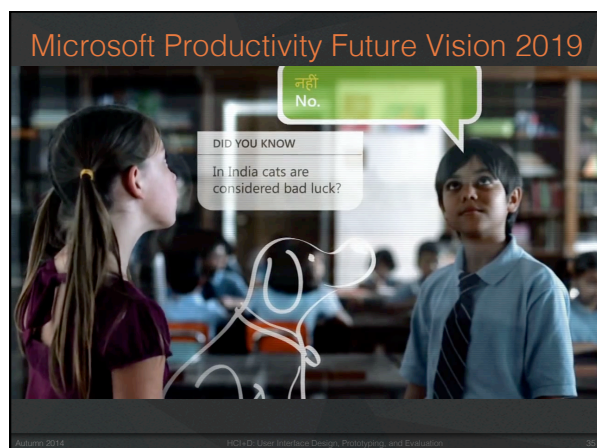 Microsoft Productivity Future Vision 2019
नहीं
No.
DID YOU KNOW
In India cats are
considered bad luck?
Autumn 2014
HCI+D: User Interface Design, Prototyping, and Evaluation
35